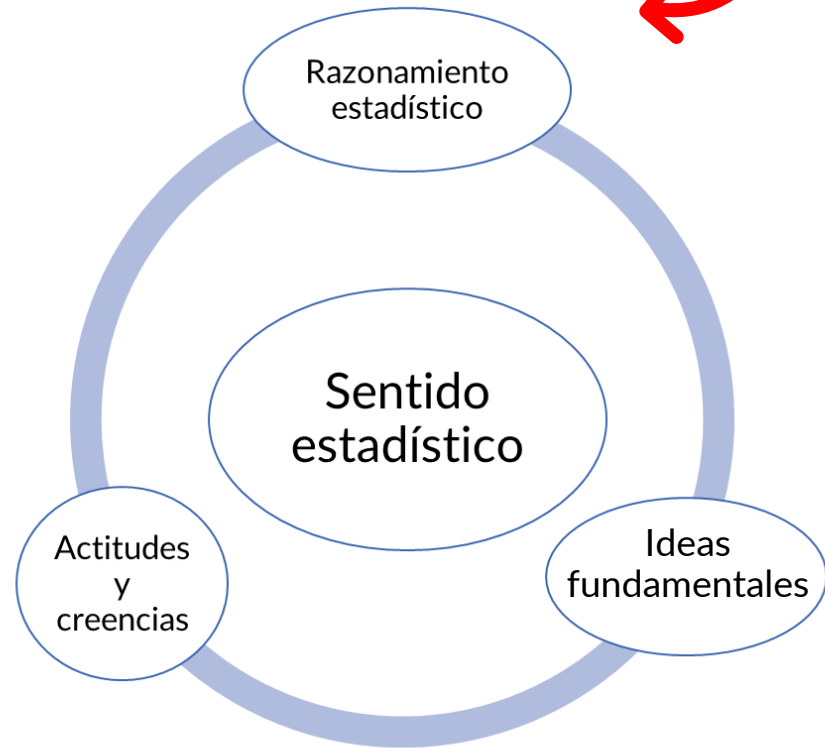 Razonamiento
estadístico
Sentido
estadístico
Actitudes
y
creencias
Ideas
fundamentales